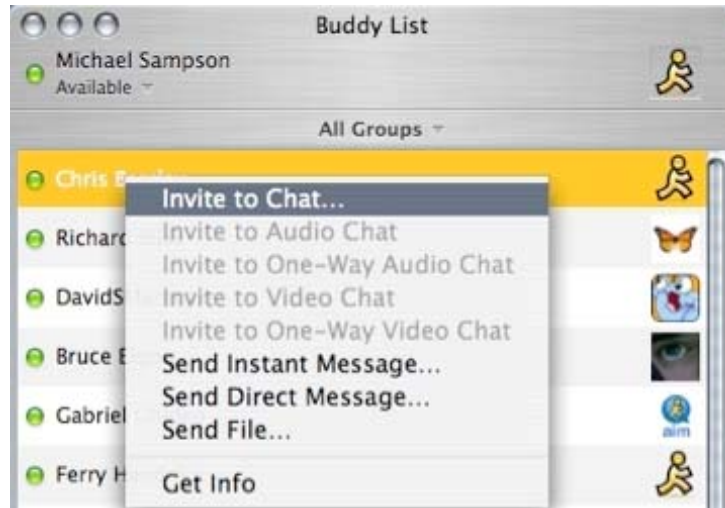 Buddy List
Michael Sampson
Available
All Groups
Chris
Invite to Chat...
Richard
Invite to Audio Chat
Invite to One-Way Audio Chat
DavidS
Invite to Video Chat
Invite to One-Way Video Chat
Bruce
Send Instant Message...
Send Direct Message...
Gabriel
Send File...
aim
Ferry H
Get Info